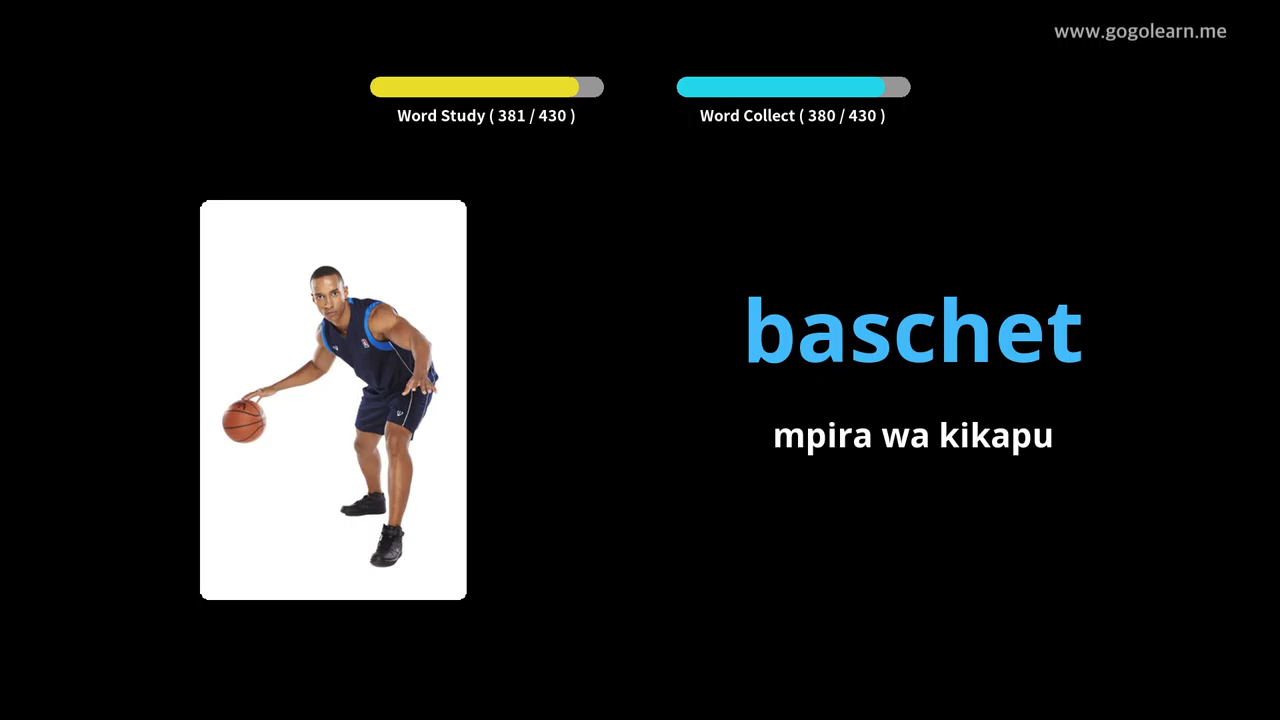 www.gogolearn.me
Word Study ( 381 / 430 )
Word Collect ( 380 / 430 )
baschet
mpira wa kikapu